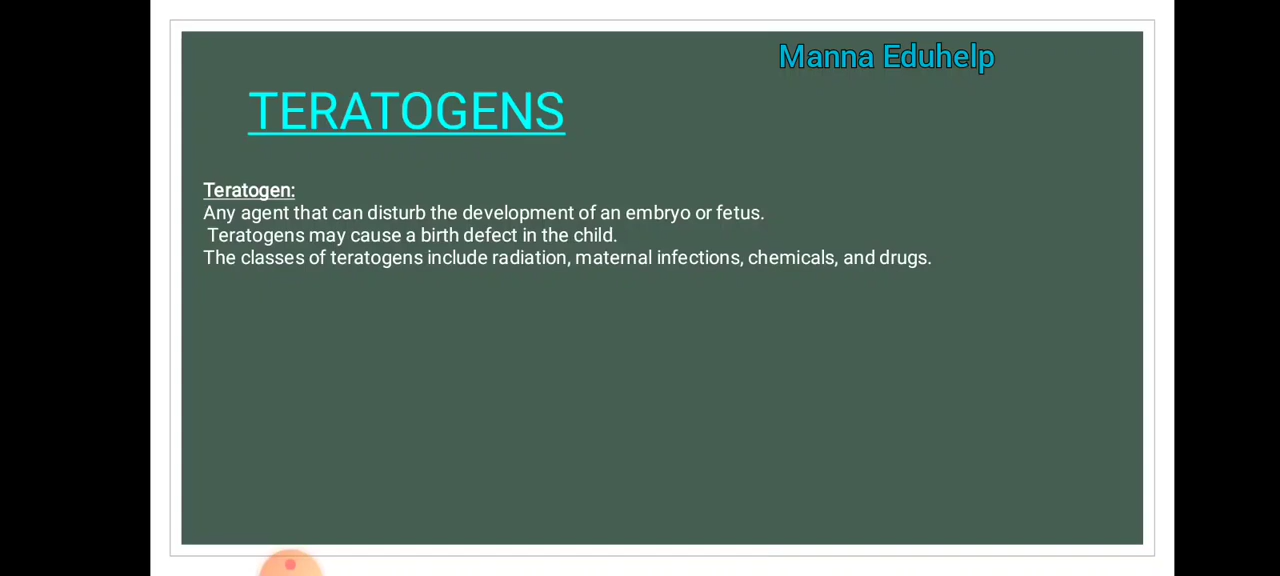 Manna Eduhelp
TERATOGENS
Teratogen:
Any agent that can disturb the development of an embryo or fetus.
Teratogens may cause a birth defect in the child.
The classes of teratogens include radiation, maternal infections, chemicals, and drugs.